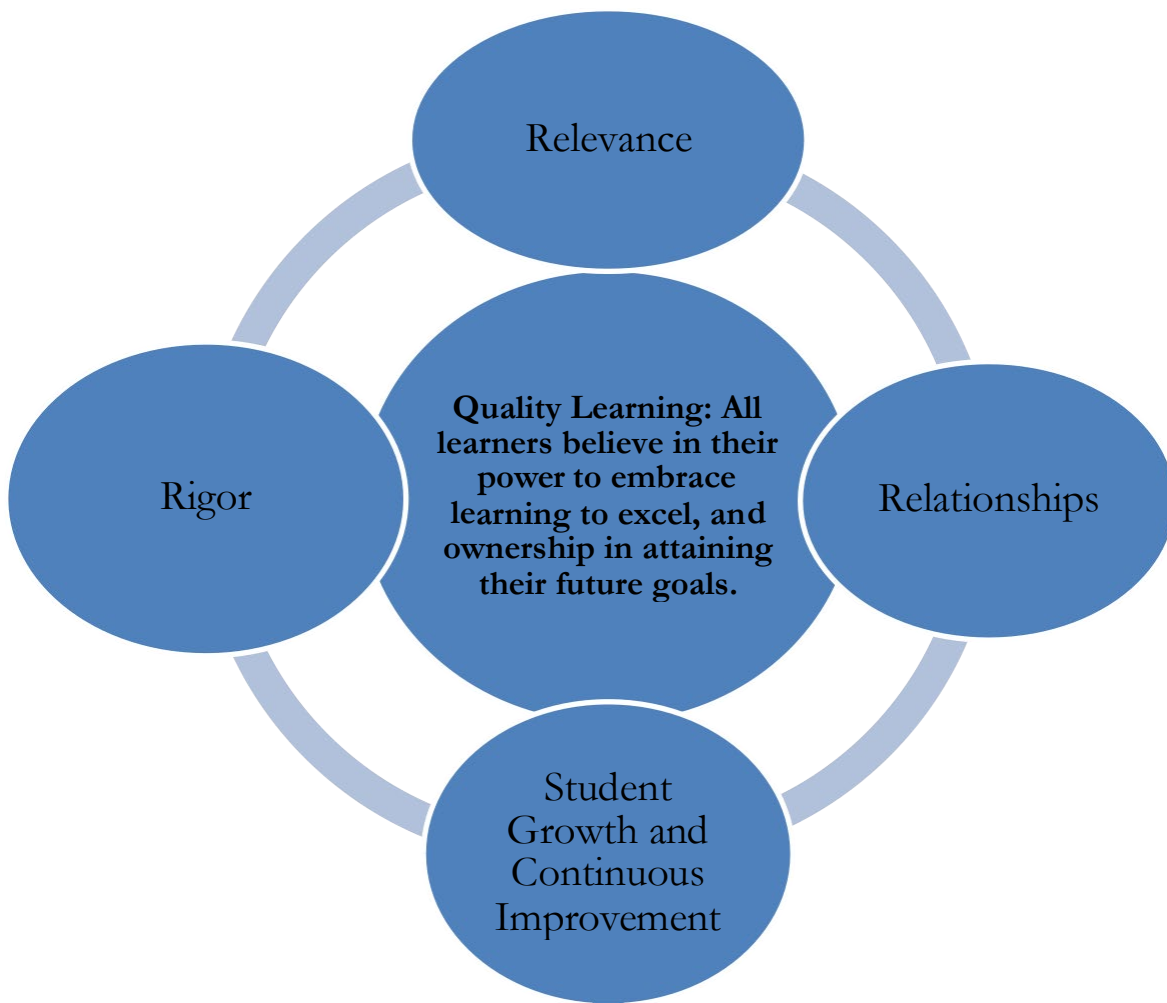 Relevance
Quality Learning: All
learners believe in their
power to embrace
learning to excel, and
ownership in attaining
their future goals.
Rigor
Relationships
Student
Growth and
Continuous
Improvement